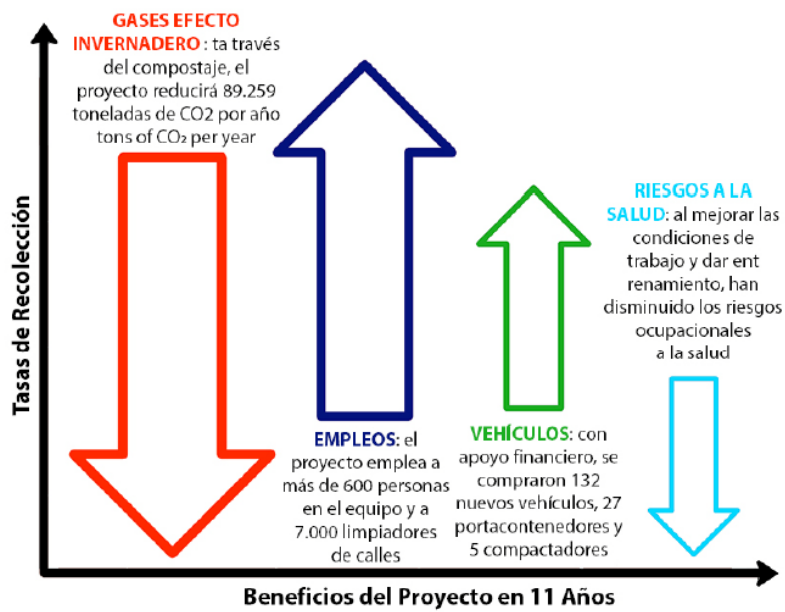 GASES EFECTO
INVERNADERO : ta través
del compostaje, el
proyecto reducirá 89.259
toneladas de CO2 por año
tons of CO₂ per year
RIESGOS A LA
SALUD: al mejorar las
condiciones de
trabajo y dar ent
renamiento, han
disminuido los riesgos
ocupacionales
a la salud
EMPLEOS: el
proyecto emplea a
más de 600 personas
en el equipo y a
7.000 limpiadores
de calles
VEHÍCULOS: con
apoyo financiero, se
compraron 132
nuevos vehículos, 27
portacontenedores y
5 compactadores
Tasas de Recolección
Beneficios del Proyecto en 11 Años